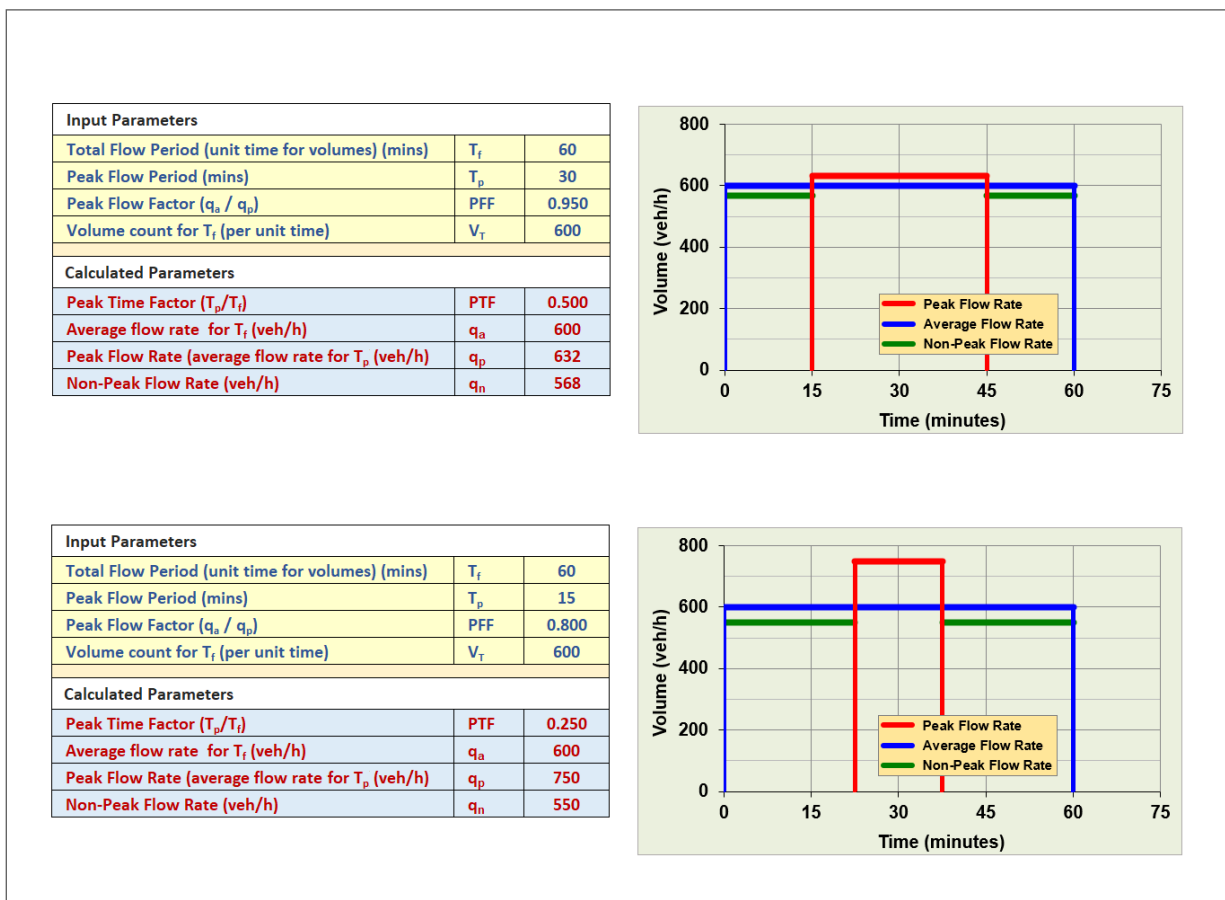 Input Parameters
Total Flow Period (unit time for volumes) (mins) Tf 60
Peak Flow Period (mins) Tp 30
Peak Flow Factor (qa / qp) PFF 0.950
Volume count for Tf (per unit time) VT 600
Calculated Parameters
Peak Time Factor (Tp/Tf) PTF 0.500
Average flow rate for Tf (veh/h) qa 600
Peak Flow Rate (average flow rate for Tp (veh/h) qp 632
Non-Peak Flow Rate (veh/h) qn 568
800
600
400
200
0
Volume (veh/h)
Peak Flow Rate
Average Flow Rate
Non-Peak Flow Rate
0 15 30 45 60 75
Time (minutes)
Input Parameters
Total Flow Period (unit time for volumes) (mins) Tf 60
Peak Flow Period (mins) Tp 15
Peak Flow Factor (qa / qp) PFF 0.800
Volume count for Tf (per unit time) VT 600
Calculated Parameters
Peak Time Factor (Tp/Tf) PTF 0.250
Average flow rate for Tf (veh/h) qa 600
Peak Flow Rate (average flow rate for Tp (veh/h) qp 750
Non-Peak Flow Rate (veh/h) qn 550
800
600
400
200
0
Volume (veh/h)
Peak Flow Rate
Average Flow Rate
Non-Peak Flow Rate
0 15 30 45 60 75
Time (minutes)